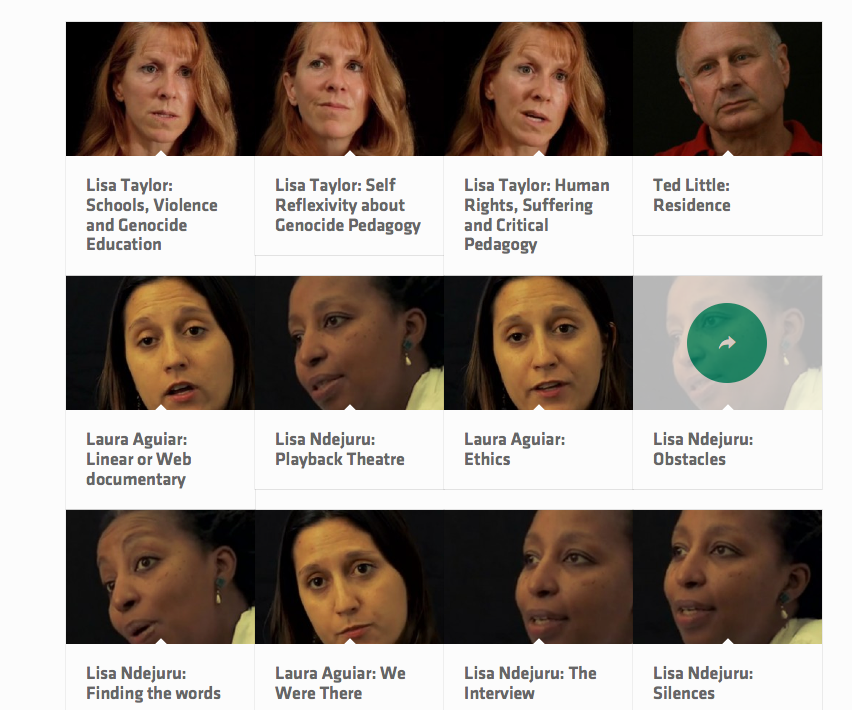 Lisa Taylor:
Schools, Violence
and Genocide
Education
Lisa Taylor: Self
Reflexivity about
Genocide Pedagogy
Lisa Taylor: Human
Rights, Suffering
and Critical
Pedagogy
Ted Little:
Residence
Laura Aguiar:
Linear or Web
documentary
Lisa Ndejuru:
Playback Theatre
Laura Aguiar:
Ethics
Lisa Ndejuru:
Obstacles
Lisa Ndejuru:
Finding the words
Laura Aguiar: We
Were There
Lisa Ndejuru: The
Interview
Lisa Ndejuru:
Silences